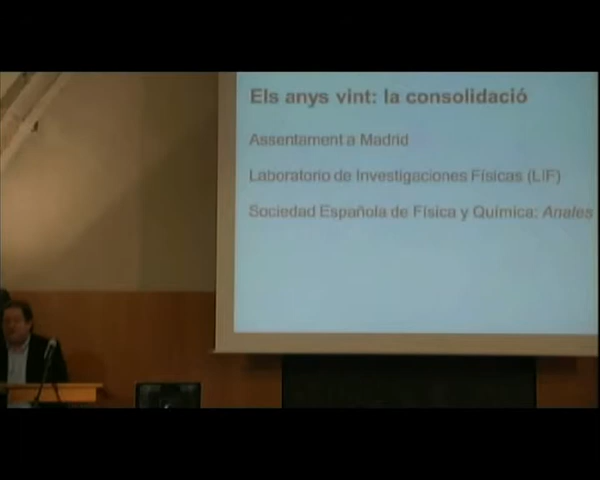 Els anys vint: la consolidació
Assentament a Madrid
Laboratorio de Investigaciones Físicas (LIF)
Sociedad Española de Física y Química: Anales